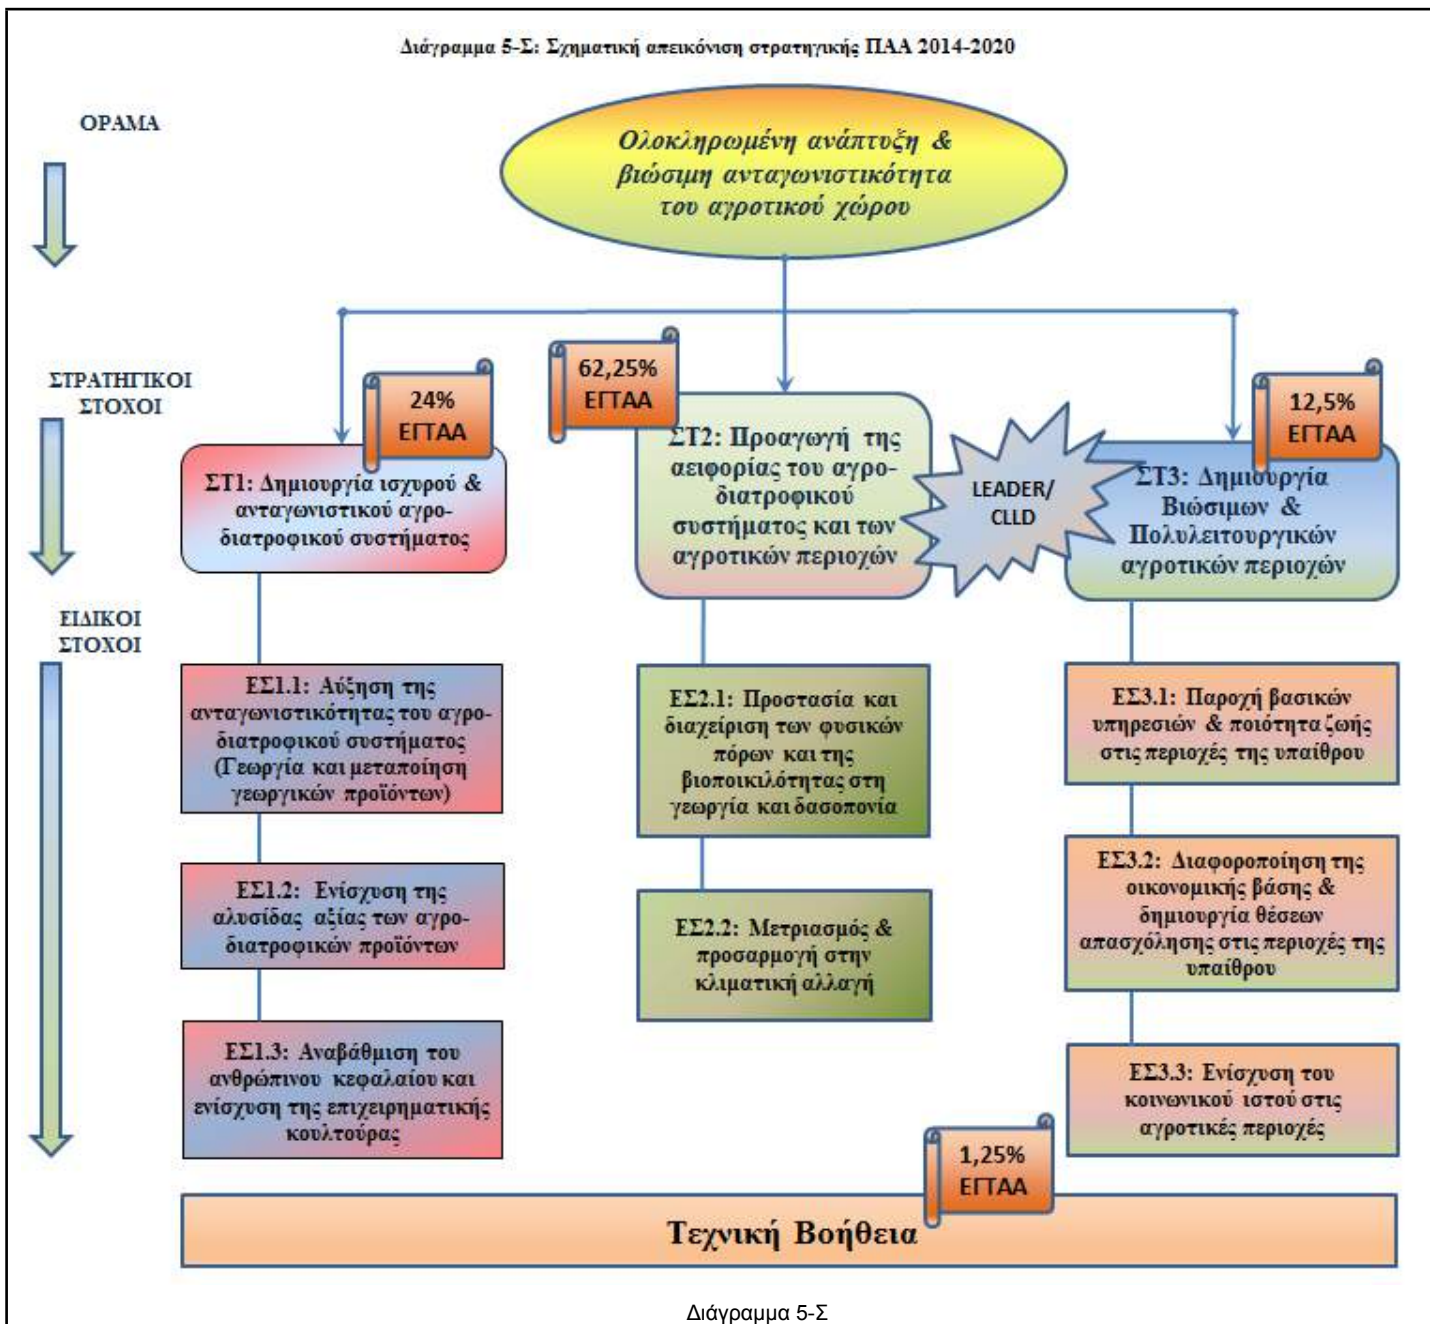 Διάγραμμα 5-Σ: Σχηματική απεικόνιση στρατηγικής ΠΑΑ 2014-2020
ΟΡΑΜΑ
Ολοκληρωμένη ανάπτυξη &
βιώσιμη ανταγωνιστικότητα
του αγροτικού χώρου
ΣΤΡΑΤΗΓΙΚΟΙ
ΣΤΟΧΟΙ
24%
ΕΓΤΑΑ
ΣΤ1: Δημιουργία ισχυρού &
ανταγωνιστικού αγρο-
διατροφικού συστήματος
62,25%
ΕΓΤΑΑ
ΣΤ2: Προαγωγή της
αειφορίας του αγρο-
διατροφικού
συστήματος και των
αγροτικών περιοχών
LEADER/
CLLD
12,5%
ΕΓΤΑΑ
ΣΤ3: Δημιουργία
Βιώσιμων &
Πολυλειτουργικών
αγροτικών περιοχών
ΕΙΔΙΚΟΙ
ΣΤΟΧΟΙ
ΕΣ1.1: Αύξηση της
ανταγωνιστικότητας του αγρο-
διατροφικού συστήματος
(Γεωργία και μεταποίηση
γεωργικών προϊόντων)
ΕΣ1.2: Ενίσχυση της
αλυσίδας αξίας των αγρο-
διατροφικών προϊόντων
ΕΣ1.3: Αναβάθμιση του
ανθρώπινου κεφαλαίου και
ενίσχυση της επιχειρηματικής
κουλτούρας
ΕΣ2.1: Προστασία και
διαχείριση των φυσικών
πόρων και της
βιοποικιλότητας στη
γεωργία και δασοπονία
ΕΣ2.2: Μετριασμός &
προσαρμογή στην
κλιματική αλλαγή
ΕΣ3.1: Παροχή βασικών
υπηρεσιών & ποιότητα ζωής
στις περιοχές της υπαίθρου
ΕΣ3.2: Διαφοροποίηση της
οικονομικής βάσης &
δημιουργία θέσεων
απασχόλησης στις περιοχές της
υπαίθρου
ΕΣ3.3: Ενίσχυση του
κοινωνικού ιστού στις
αγροτικές περιοχές
1,25%
ΕΓΤΑΑ
Τεχνική Βοήθεια
Διάγραμμα 5-Σ